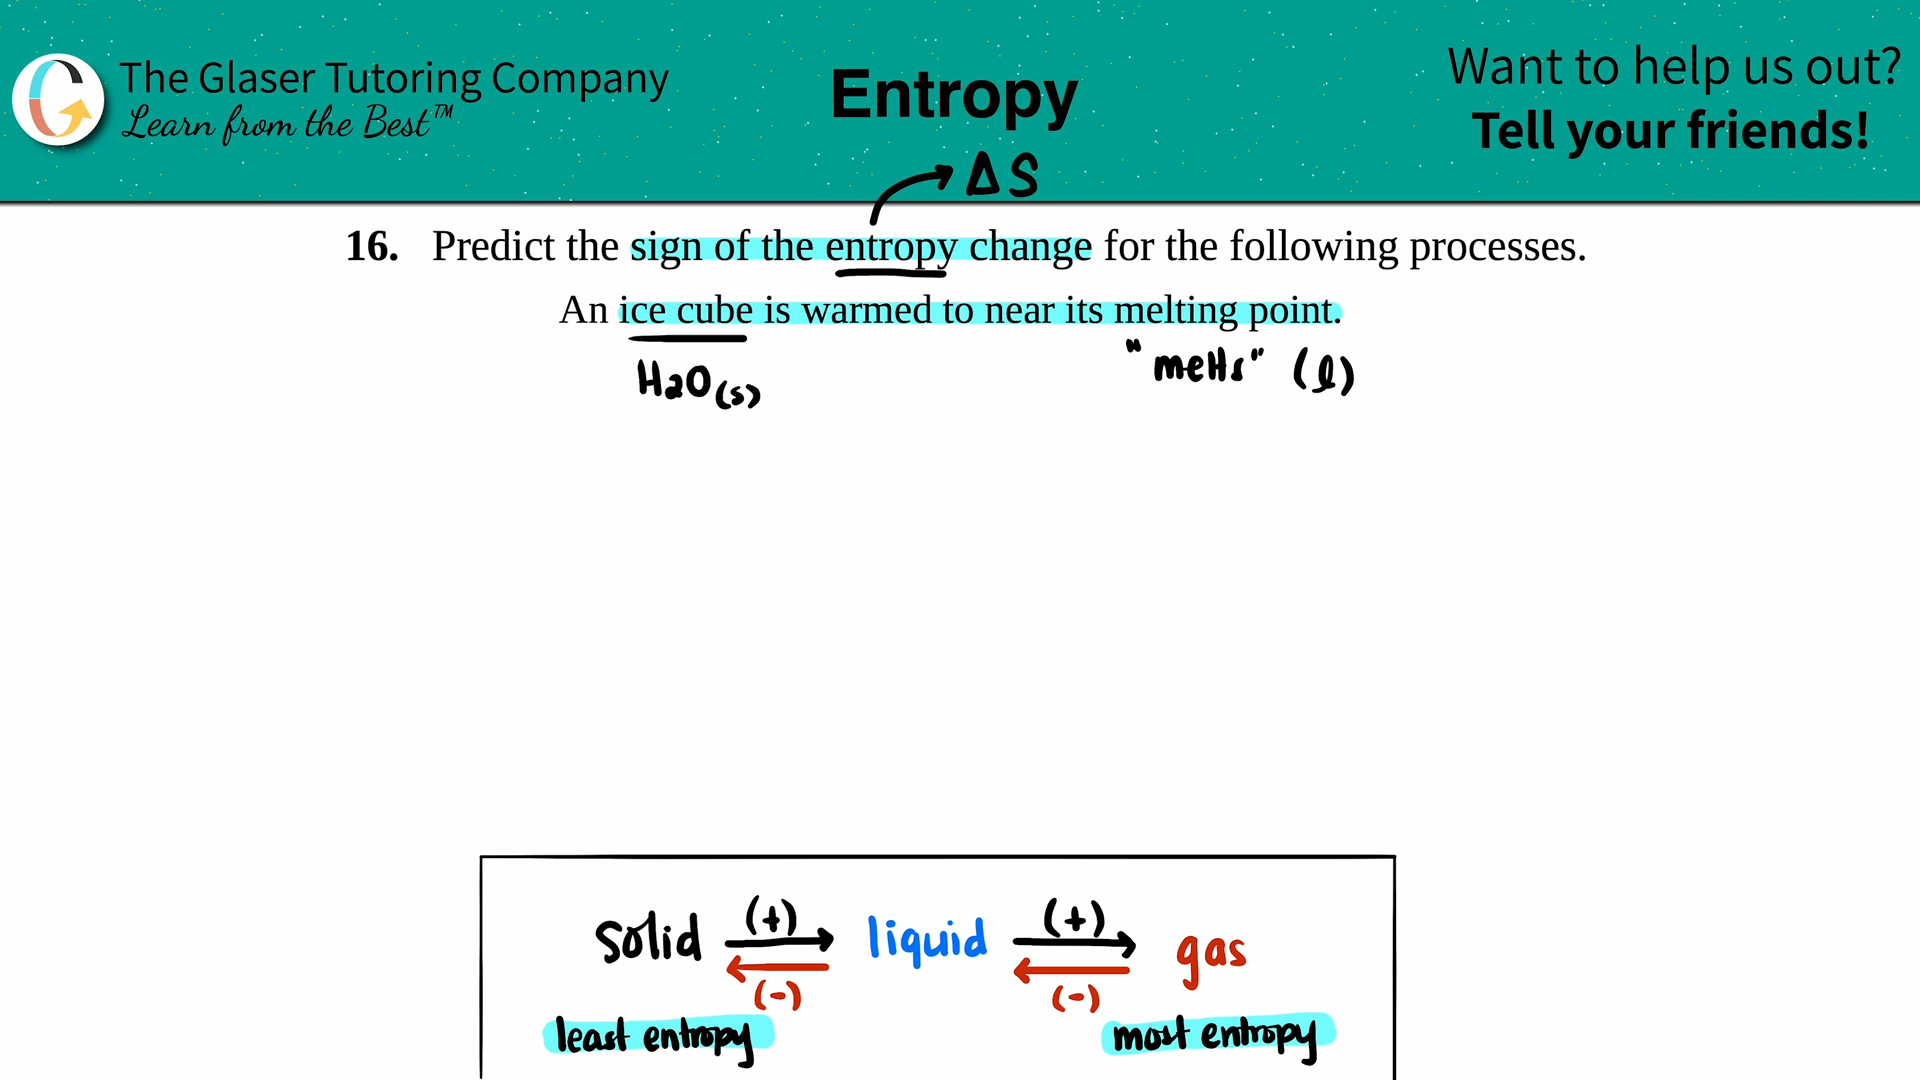 The Glaser Tutoring Company
Learn from the Best™
Entropy
Want to help us out?
Tell your friends!
ΔS
16. Predict the sign of the entropy change for the following processes.
An ice cube is warmed to near its melting point.
H2O(s)
"melts" (l)
solid (+) liquid (+) gas
(-) (-)
least entropy most entropy